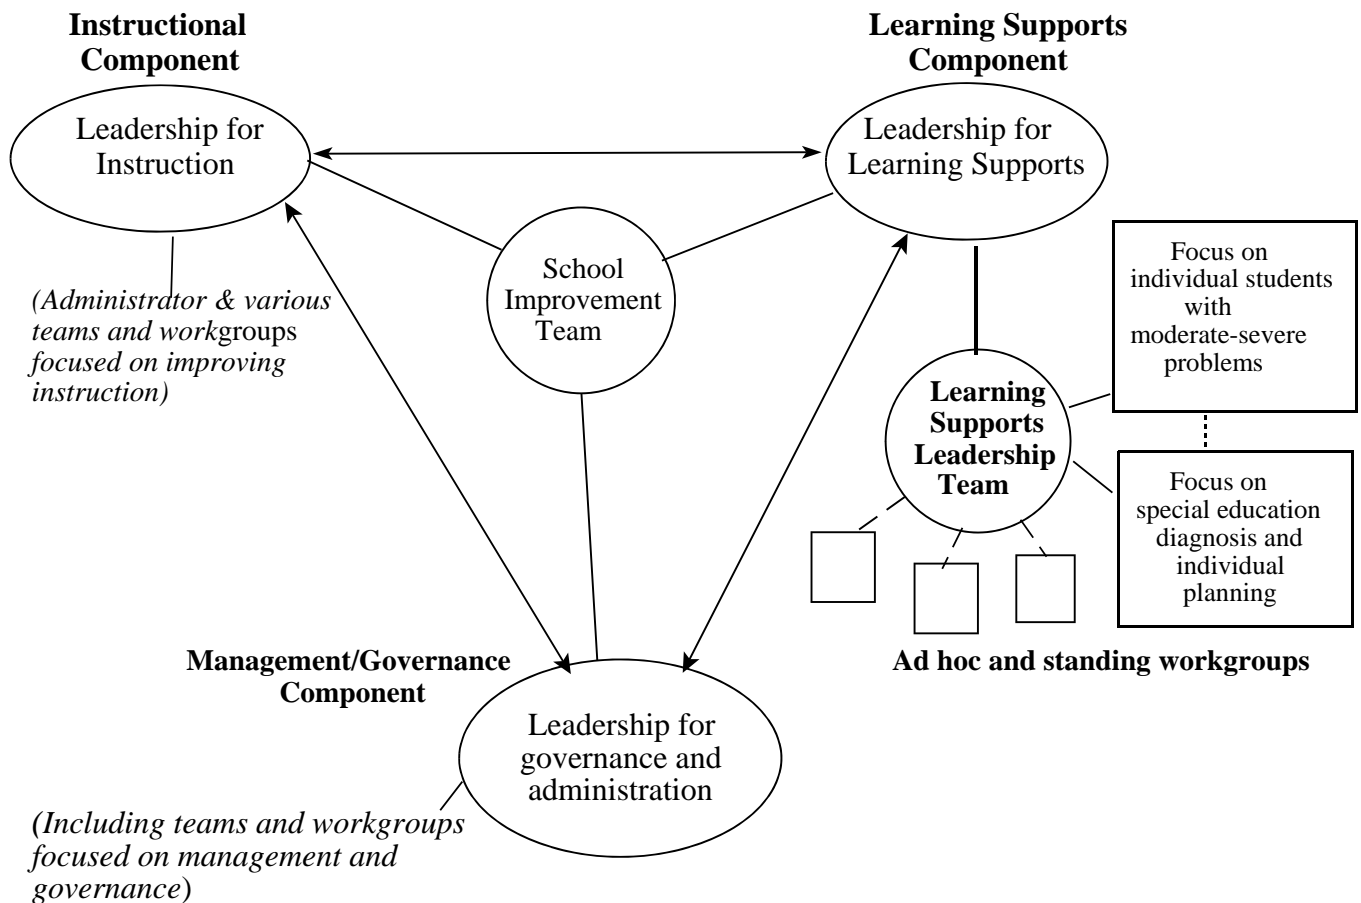 Instructional
Component
Learning Supports
Component
Leadership for
Instruction
Leadership for
Learning Supports
School
Improvement
Team
(Administrator & various
teams and workgroups
focused on improving
instruction)
Focus on
individual students
with
moderate-severe
problems
Learning
Supports
Leadership
Team
Focus on
special education
diagnosis and
individual
planning
Ad hoc and standing workgroups
Management/Governance
Component
Leadership for
governance and
administration
(Including teams and workgroups
focused on management and
governance)